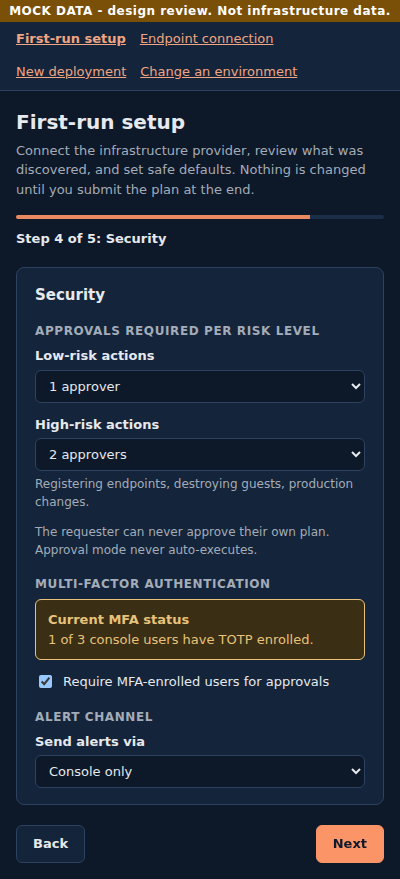 MOCK DATA - design review. Not infrastructure data.
First-run setup Endpoint connection
New deployment Change an environment
First-run setup
Connect the infrastructure provider, review what was
discovered, and set safe defaults. Nothing is changed
until you submit the plan at the end.
Step 4 of 5: Security
Security
APPROVALS REQUIRED PER RISK LEVEL
Low-risk actions
1 approver
High-risk actions
2 approvers
Registering endpoints, destroying guests, production
changes.
The requester can never approve their own plan.
Approval mode never auto-executes.
MULTI-FACTOR AUTHENTICATION
Current MFA status
1 of 3 console users have TOTP enrolled.
Require MFA-enrolled users for approvals
ALERT CHANNEL
Send alerts via
Console only
Back Next